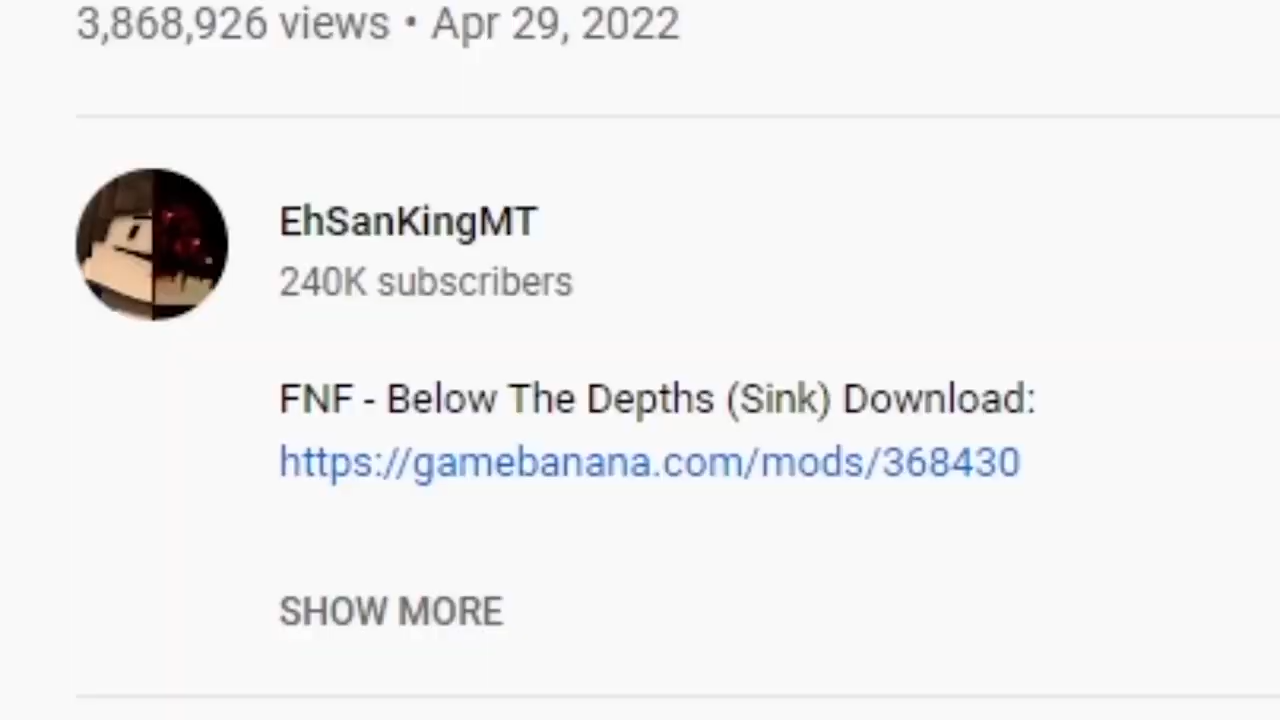 3,868,926 views • Apr 29, 2022
EhSanKingMT
240K subscribers
FNF - Below The Depths (Sink) Download:
https://gamebanana.com/mods/368430
SHOW MORE